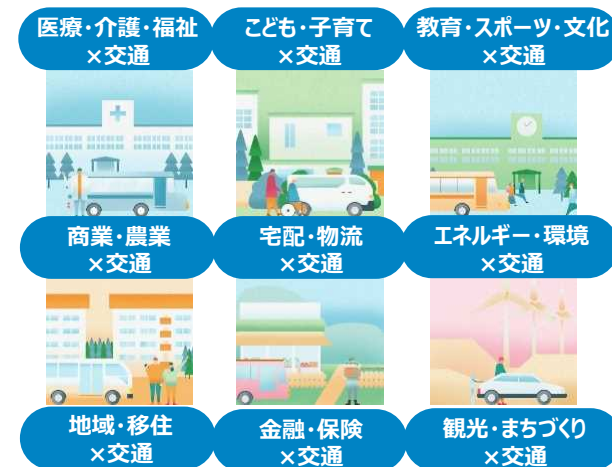 医療・介護・福祉
×交通
こども・子育て
×交通
教育・スポーツ・文化
×交通
商業・農業
×交通
宅配・物流
×交通
エネルギー・環境
×交通
地域・移住
×交通
金融・保険
×交通
観光・まちづくり
×交通